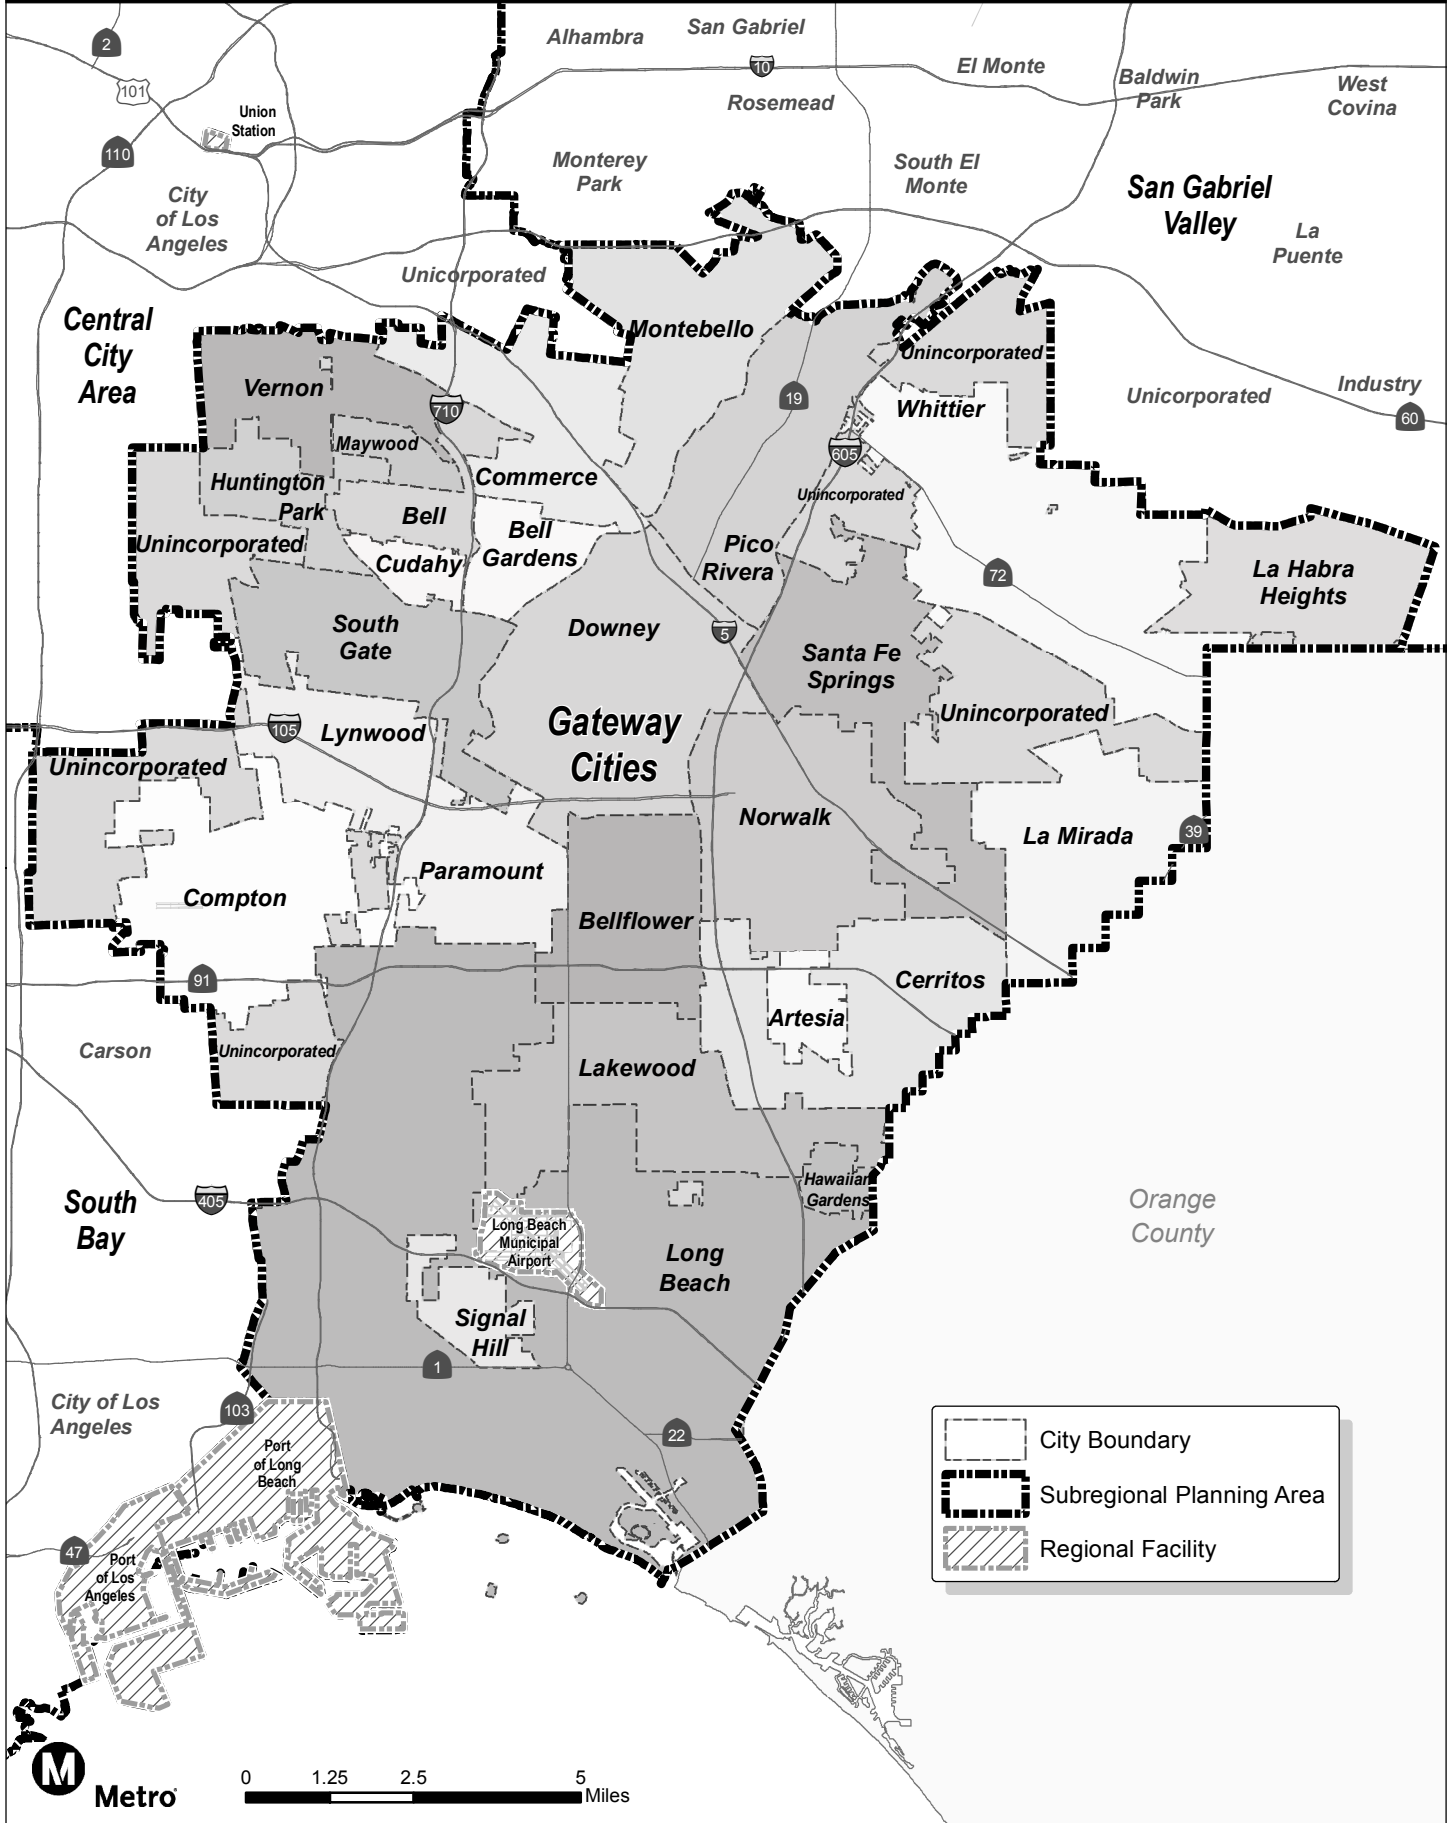 2
Alhambra
San Gabriel
101
10
El Monte
Baldwin
Park
West
Covina
Rosemead
Union
Station
110
Monterey
Park
South El
Monte
San Gabriel
Valley
City
of Los
Angeles
La
Puente
Unicorporated
Central
City
Area
Montebello
Unincorporated
Vernon
710
19
Whittier
Unicorporated
Industry
60
Maywood
605
Huntington
Park
Commerce
Unincorporated
Bell
Bell
Gardens
Unincorporated
Cudahy
Pico
Rivera
72
La Habra
Heights
South
Gate
Downey
5
Santa Fe
Springs
105
Lynwood
Gateway
Cities
Unincorporated
Unincorporated
Norwalk
La Mirada
39
Paramount
Compton
Bellflower
91
Cerritos
Artesia
Carson
Unincorporated
Lakewood
Hawaiian
Gardens
South
Bay
405
Long Beach
Municipal
Airport
Long
Beach
Orange
County
Signal
Hill
1
City of Los
Angeles
103
22
Port
of Long
Beach
47
Port
of Los
Angeles
City Boundary
Subregional Planning Area
Regional Facility
M
Metro
0
1.25
2.5
5
Miles